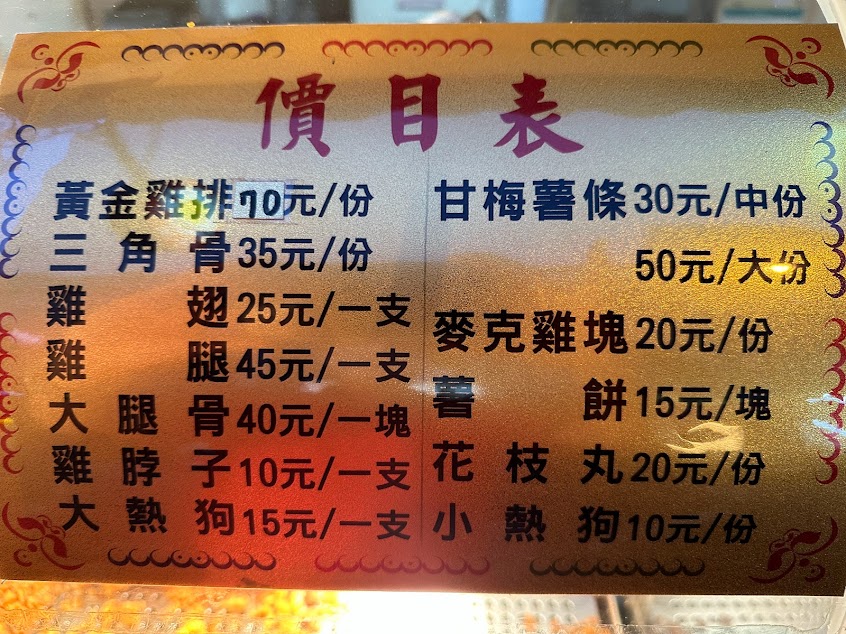 價目表
黃金雞排70元/份
三角骨35元/份
雞翅25元/一支
雞腿45元/一支
大腿骨40元/一塊
雞脖子10元/一支
大熱狗15元/一支
甘梅薯條30元/中份
50元/大份
麥克雞塊20元/份
薯餅15元/塊
花枝丸20元/份
小熱狗10元/份